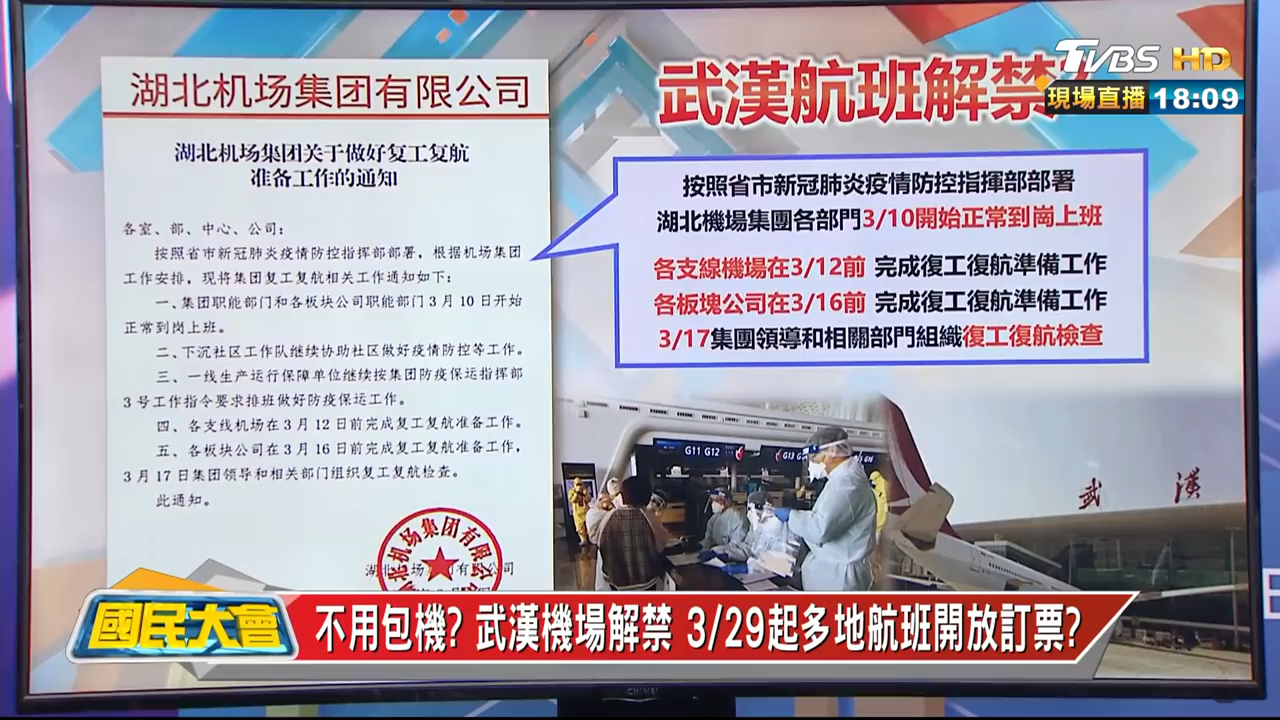 湖北机场集团有限公司
湖北机场集团关于做好复工复航
准备工作的通知
各室、部、中心、公司:
按照省市新冠肺炎疫情防控指挥部部署,根据机场集团
工作安排,现将集团复工复航相关工作通知如下:
一、集团职能部门和各板块公司职能部门3月10日开始
正常到岗上班。
二、下沉社区工作队继续协助社区做好疫情防控等工作。
三、一线生产运行保障单位继续按集团防疫保运指挥部
3号工作指令要求排班做好防疫保运工作。
四、各支线机场在3月12日前完成复工复航准备工作。
五、各板块公司在3月16日前完成复工复航准备工作,
3月17日集团领导和相关部门组织复工复航检查。
此通知。
武漢航班解禁?
TVBS HD
現場直播 18:09
按照省市新冠肺炎疫情防控指揮部部署
湖北機場集團各部門3/10開始正常到崗上班
各支線機場在3/12前 完成復工復航準備工作
各板塊公司在3/16前 完成復工復航準備工作
3/17集團領導和相關部門組織復工復航檢查
G11 G12
G13
武漢
國民大會
不用包機? 武漢機場解禁 3/29起多地航班開放訂票?
CHIMEI